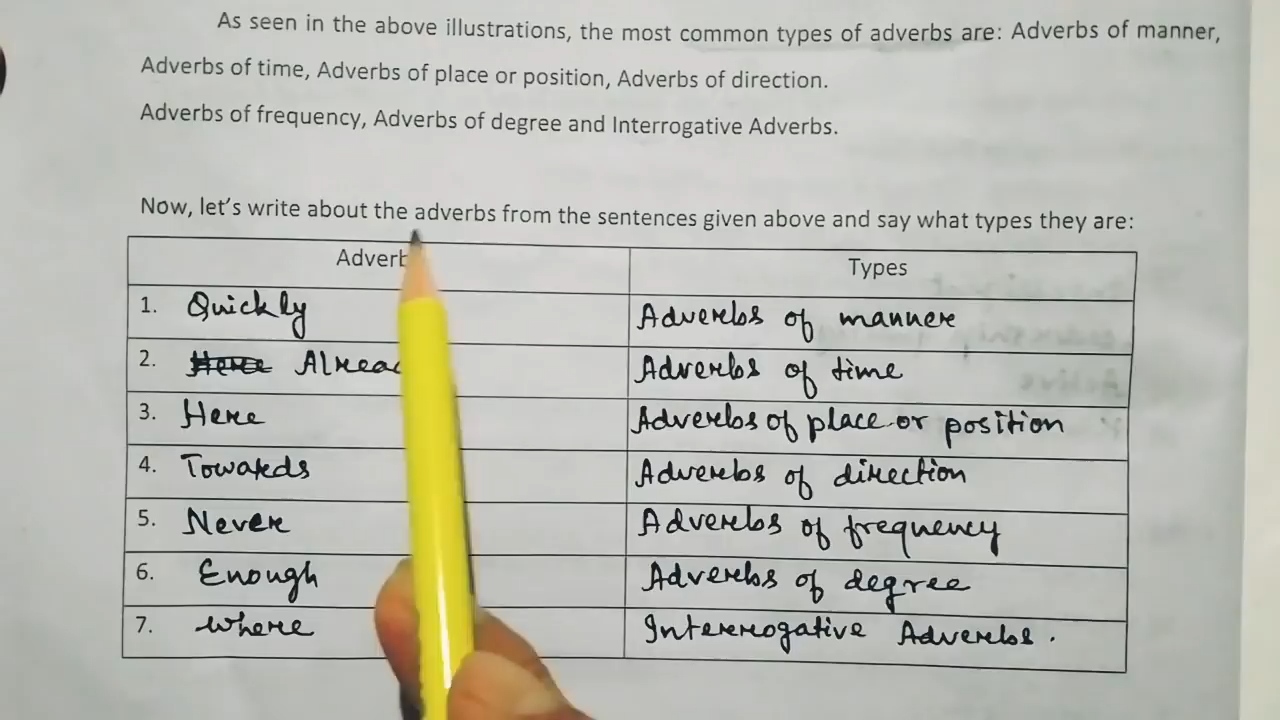 As seen in the above illustrations, the most common types of adverbs are: Adverbs of manner,
Adverbs of time, Adverbs of place or position, Adverbs of direction.
Adverbs of frequency, Adverbs of degree and Interrogative Adverbs.
Now, let's write about the adverbs from the sentences given above and say what types they are:
Adverb Types
1. Quickly Adverbs of manner
2. Here Alread Adverbs of time
3. Here Adverbs of place or position
4. Towards Adverbs of direction
5. Never Adverbs of frequency
6. Enough Adverbs of degree
7. where Interrogative Adverbs.